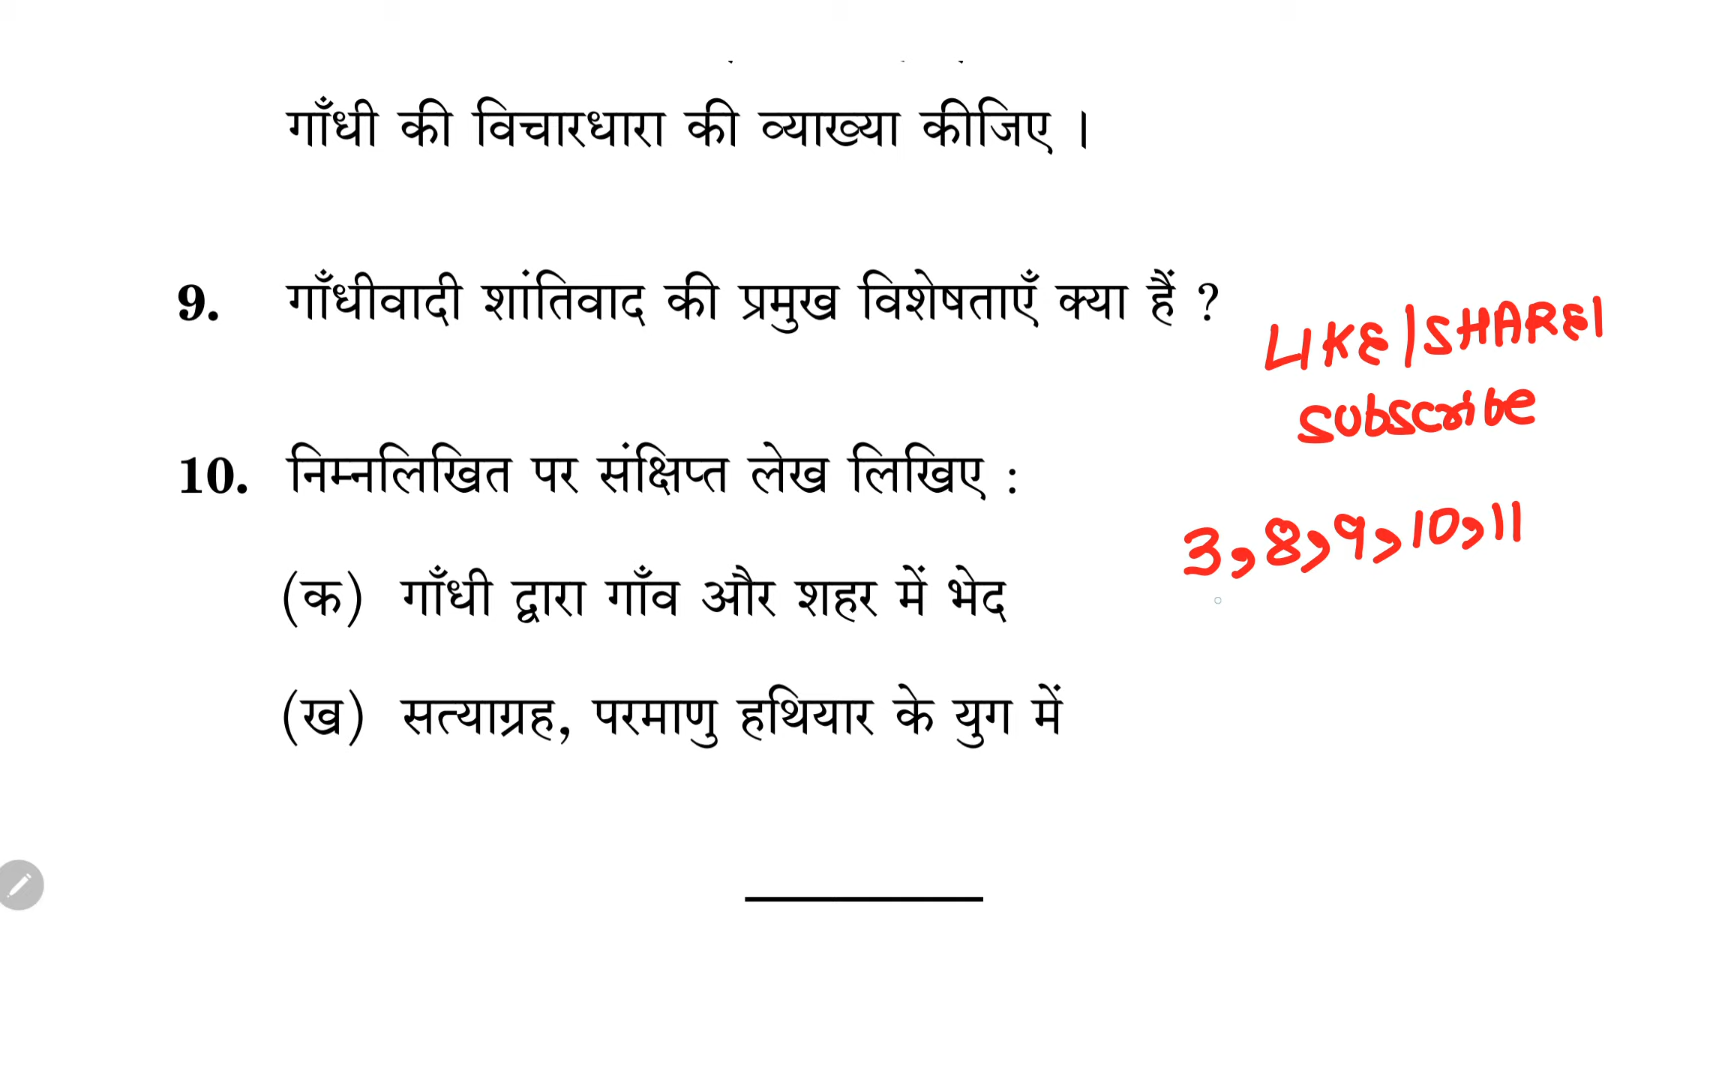 गाँधी की विचारधारा की व्याख्या कीजिए ।
9. गाँधीवादी शांतिवाद की प्रमुख विशेषताएँ क्या हैं ?
LIKE|SHARE|
Subscribe
10. निम्नलिखित पर संक्षिप्त लेख लिखिए :
3,8,9,10,11
(क) गाँधी द्वारा गाँव और शहर में भेद
(ख) सत्याग्रह, परमाणु हथियार के युग में